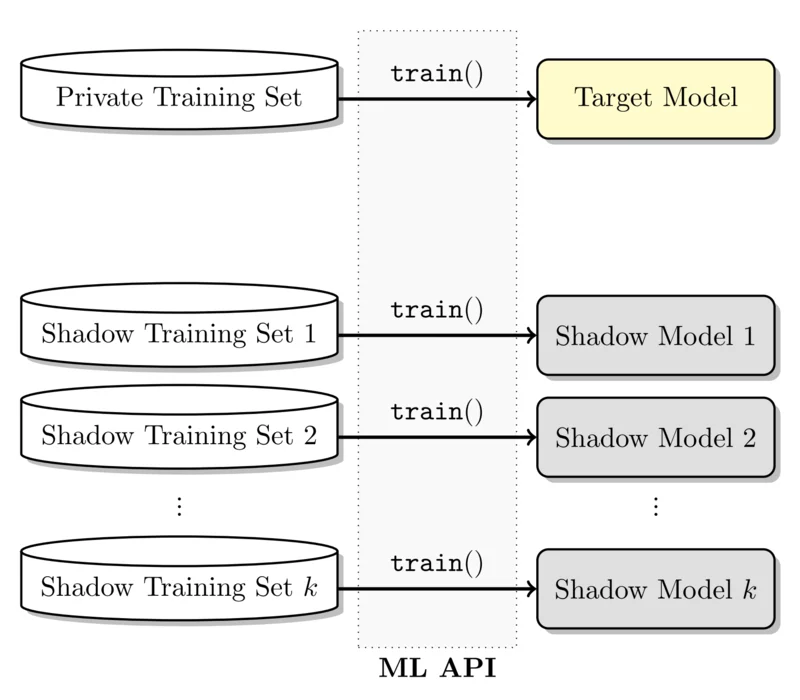 train()
Private Training Set
Target Model
train()
Shadow Training Set 1
Shadow Model 1
train()
Shadow Training Set 2
Shadow Model 2
⋮
⋮
train()
Shadow Training Set k
Shadow Model k
ML API